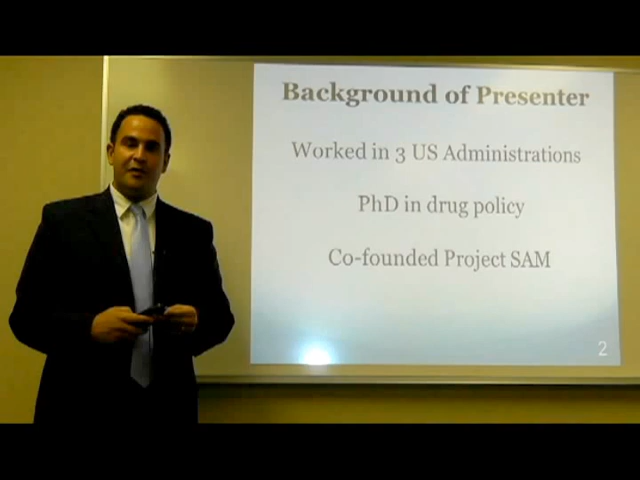 Background of Presenter
Worked in 3 US Administrations
PhD in drug policy
Co-founded Project SAM
2